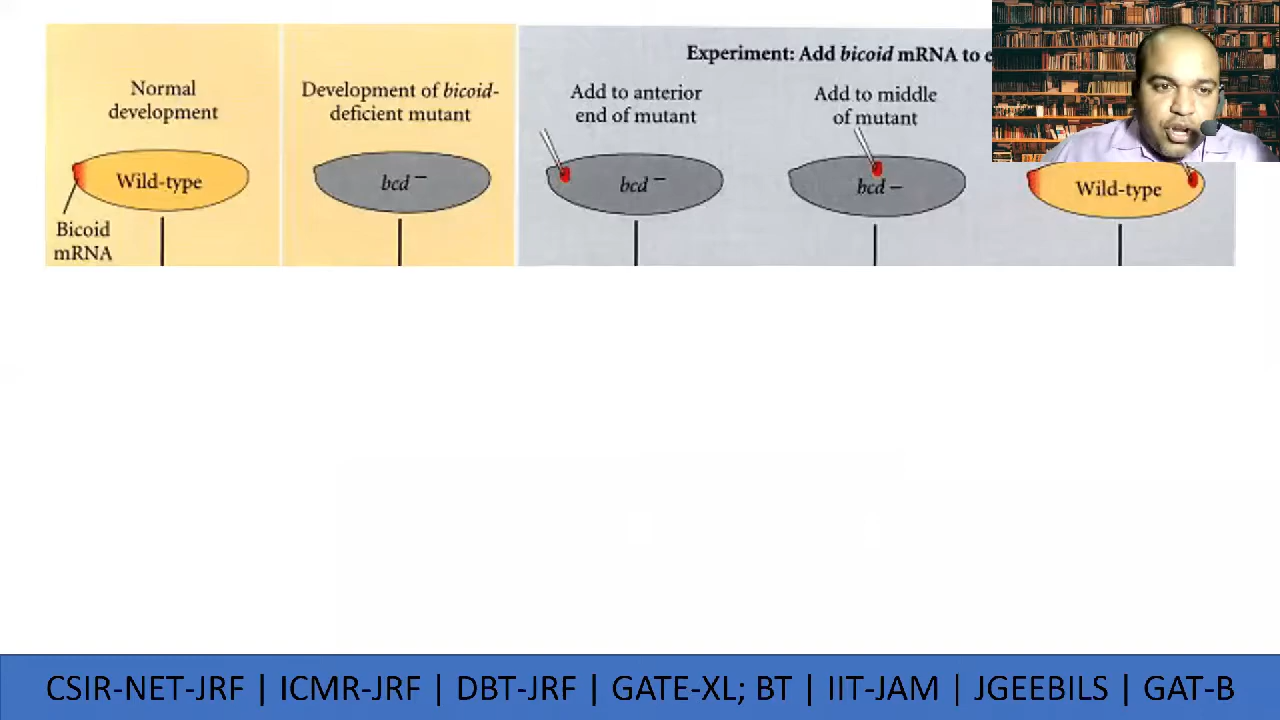 Experiment: Add bicoid mRNA to
Normal
development
Development of bicoid-
deficient mutant
Add to anterior
end of mutant
Add to middle
of mutant
Wild-type
bcd –
bcd –
bcd –
Wild-type
Bicoid
mRNA
CSIR-NET-JRF | ICMR-JRF | DBT-JRF | GATE-XL; BT | IIT-JAM | JGEEBILS | GAT-B